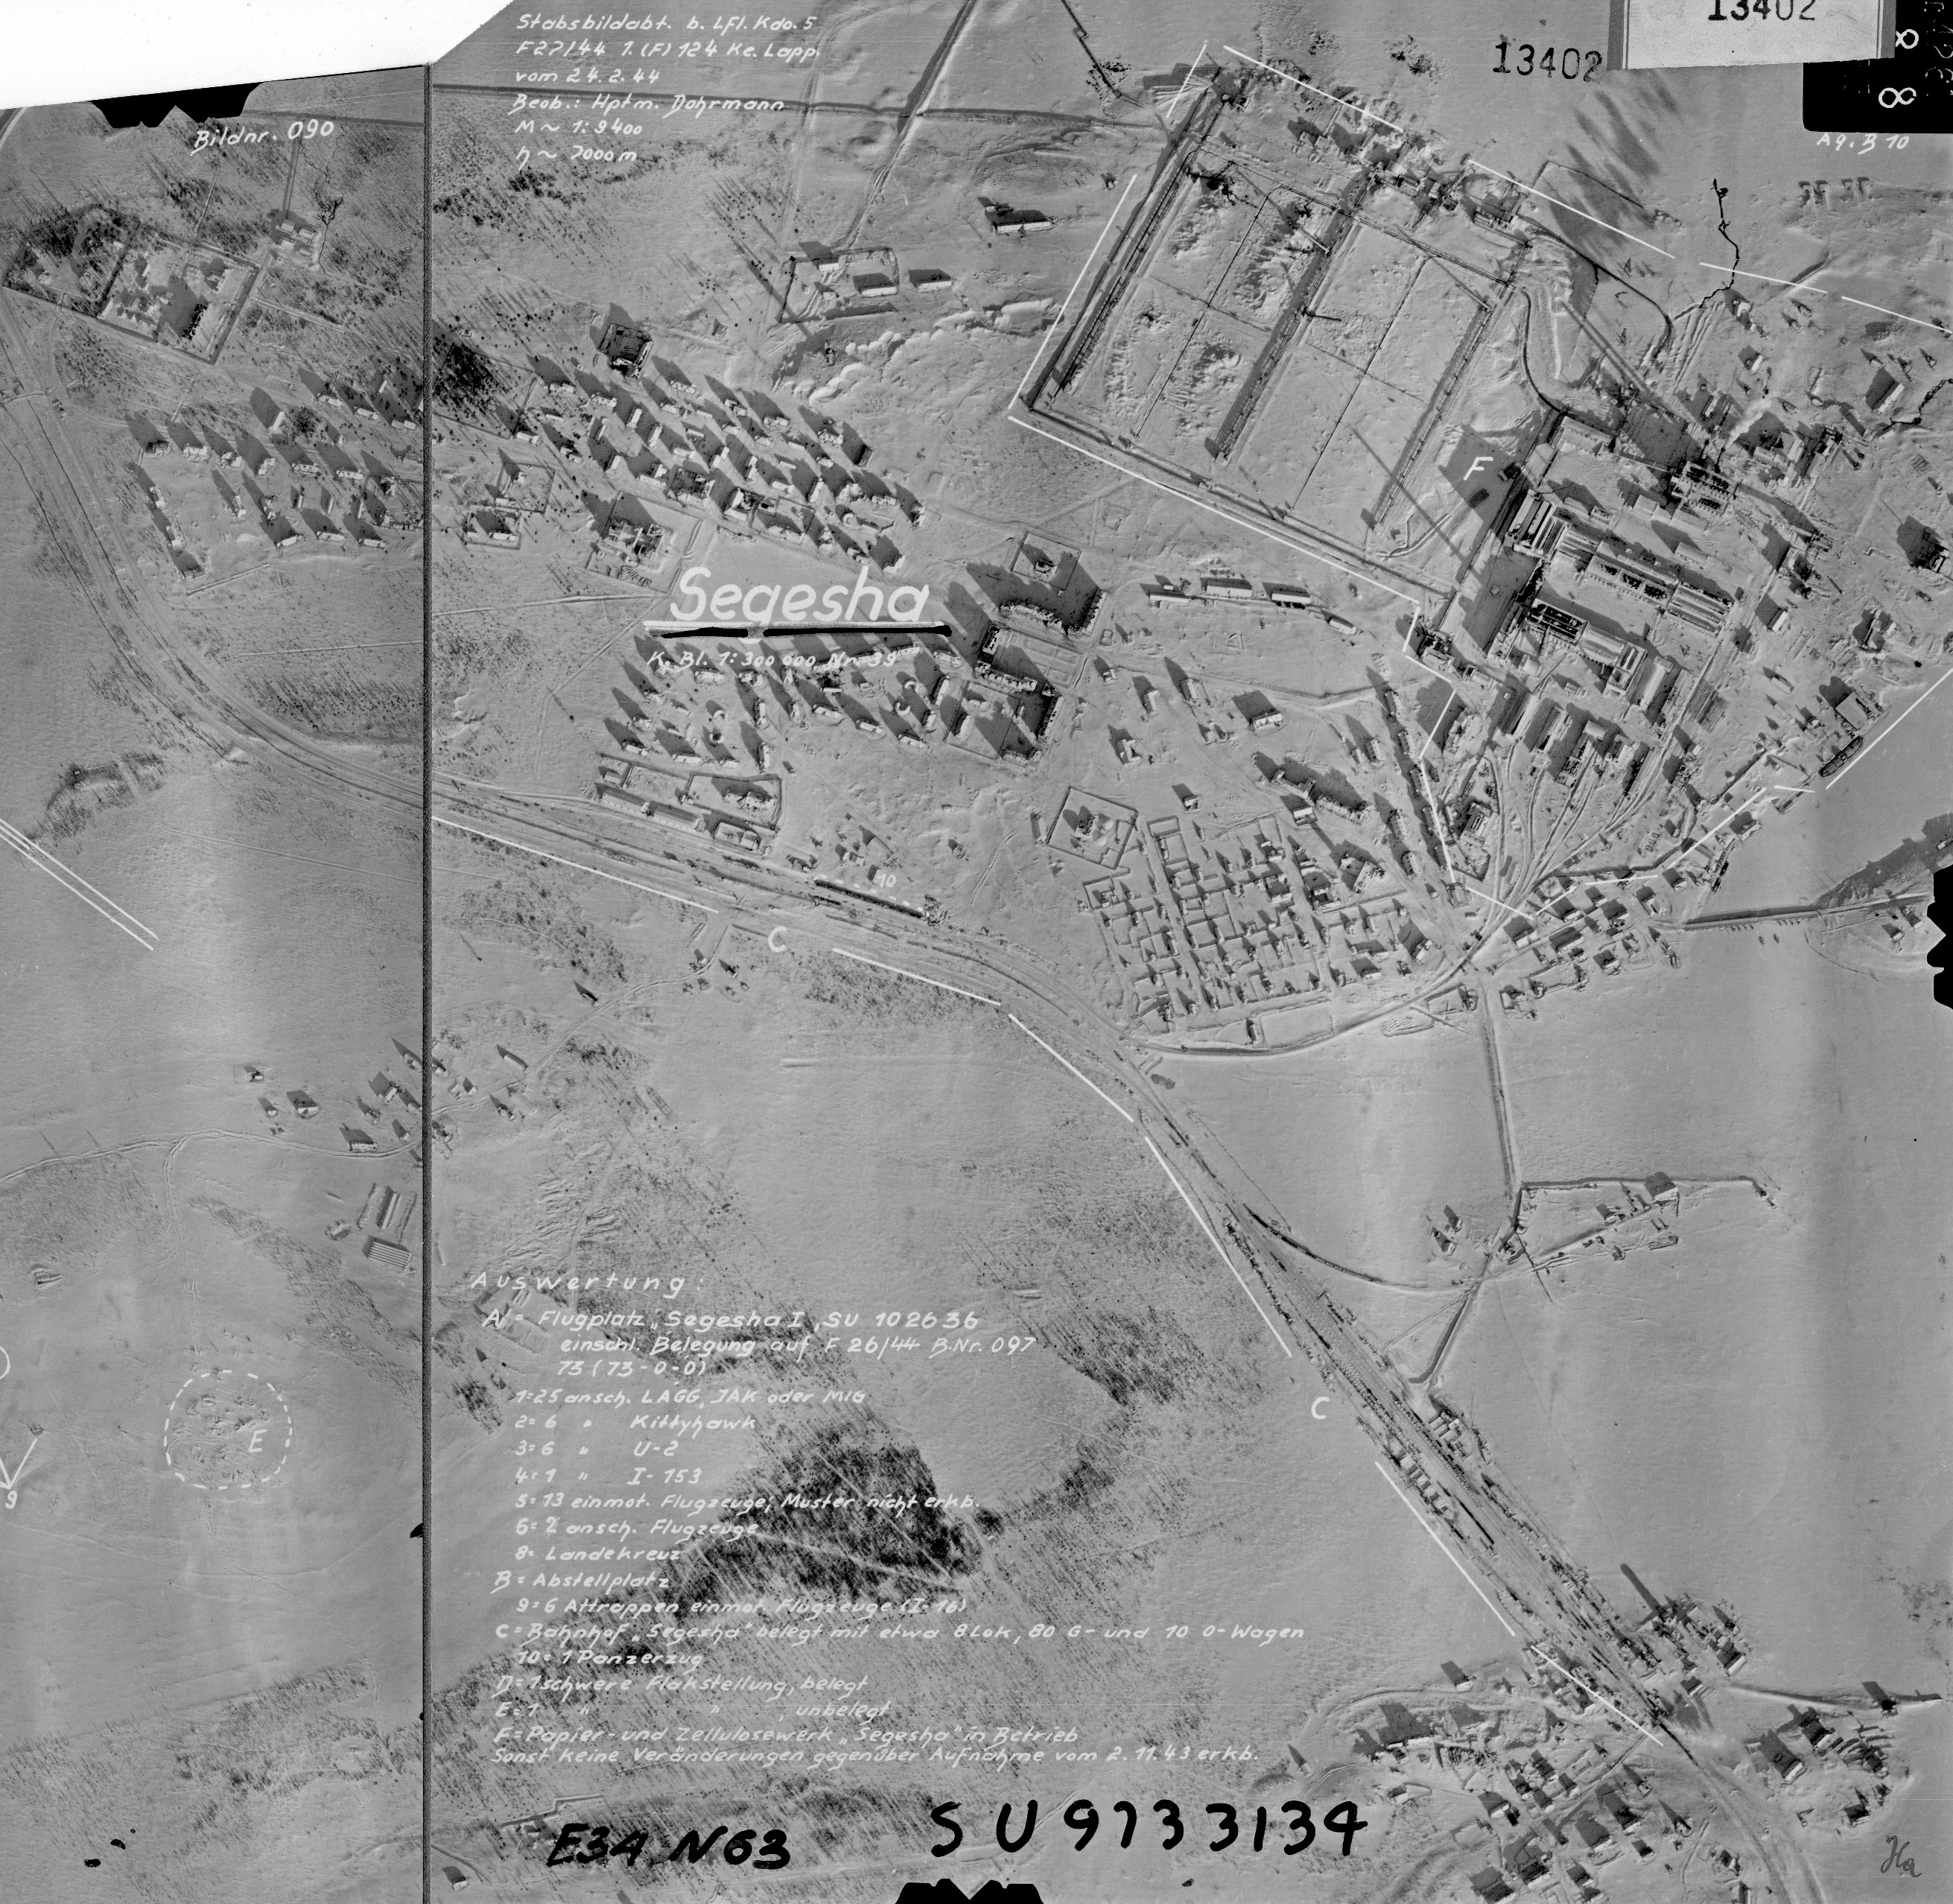 Stabsbildabt. b. Lfl. Kdo. 5
F27/44 1. (F) 124 Ke. Lapp.
vom 24.2.44
Beob.: Hptm. Dohrmann
M ~ 1:9400
h ~ 7000 m
13402
13402
8
8
Ag. B 10
Bildnr. 090
F
Segesha
K. Bl. 1:300 000 Nr.
10
C
E
9
C
Auswertung:
A = Flugplatz „Segesha I, SU 102636
einschl. Belegung auf F 26/44 B.Nr. 097
73 (73-0-0)
1=25 ansch. LAGG, JAK oder MIG
2= 6 " Kittyhawk
3= 6 " U-2
4= 1 " I-153
5= 13 einmot. Flugzeuge, Muster nicht erkb.
6= 2 ansch. Flugzeuge
8= Landekreuz
B = Abstellplatz
9= 6 Attrappen einmot. Flugzeuge (I-16)
C = Bahnhof „Segesha" belegt mit etwa 8 Lok, 80 G- und 10 O-Wagen
10= 1 Panzerzug
D = 1 schwere Flakstellung, belegt
E = 1 " " , unbelegt
F = Papier- und Zellulosewerk „Segesha" in Betrieb
Sonst keine Veränderungen gegenüber Aufnahme vom 2.11.43 erkb.
E34 N63
SU9733134
Ha